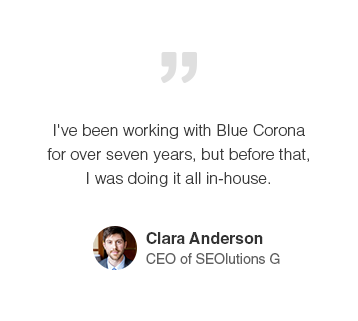 I've been working with Blue Corona
for over seven years, but before that,
I was doing it all in-house.
Clara Anderson
CEO of SEOlutions G